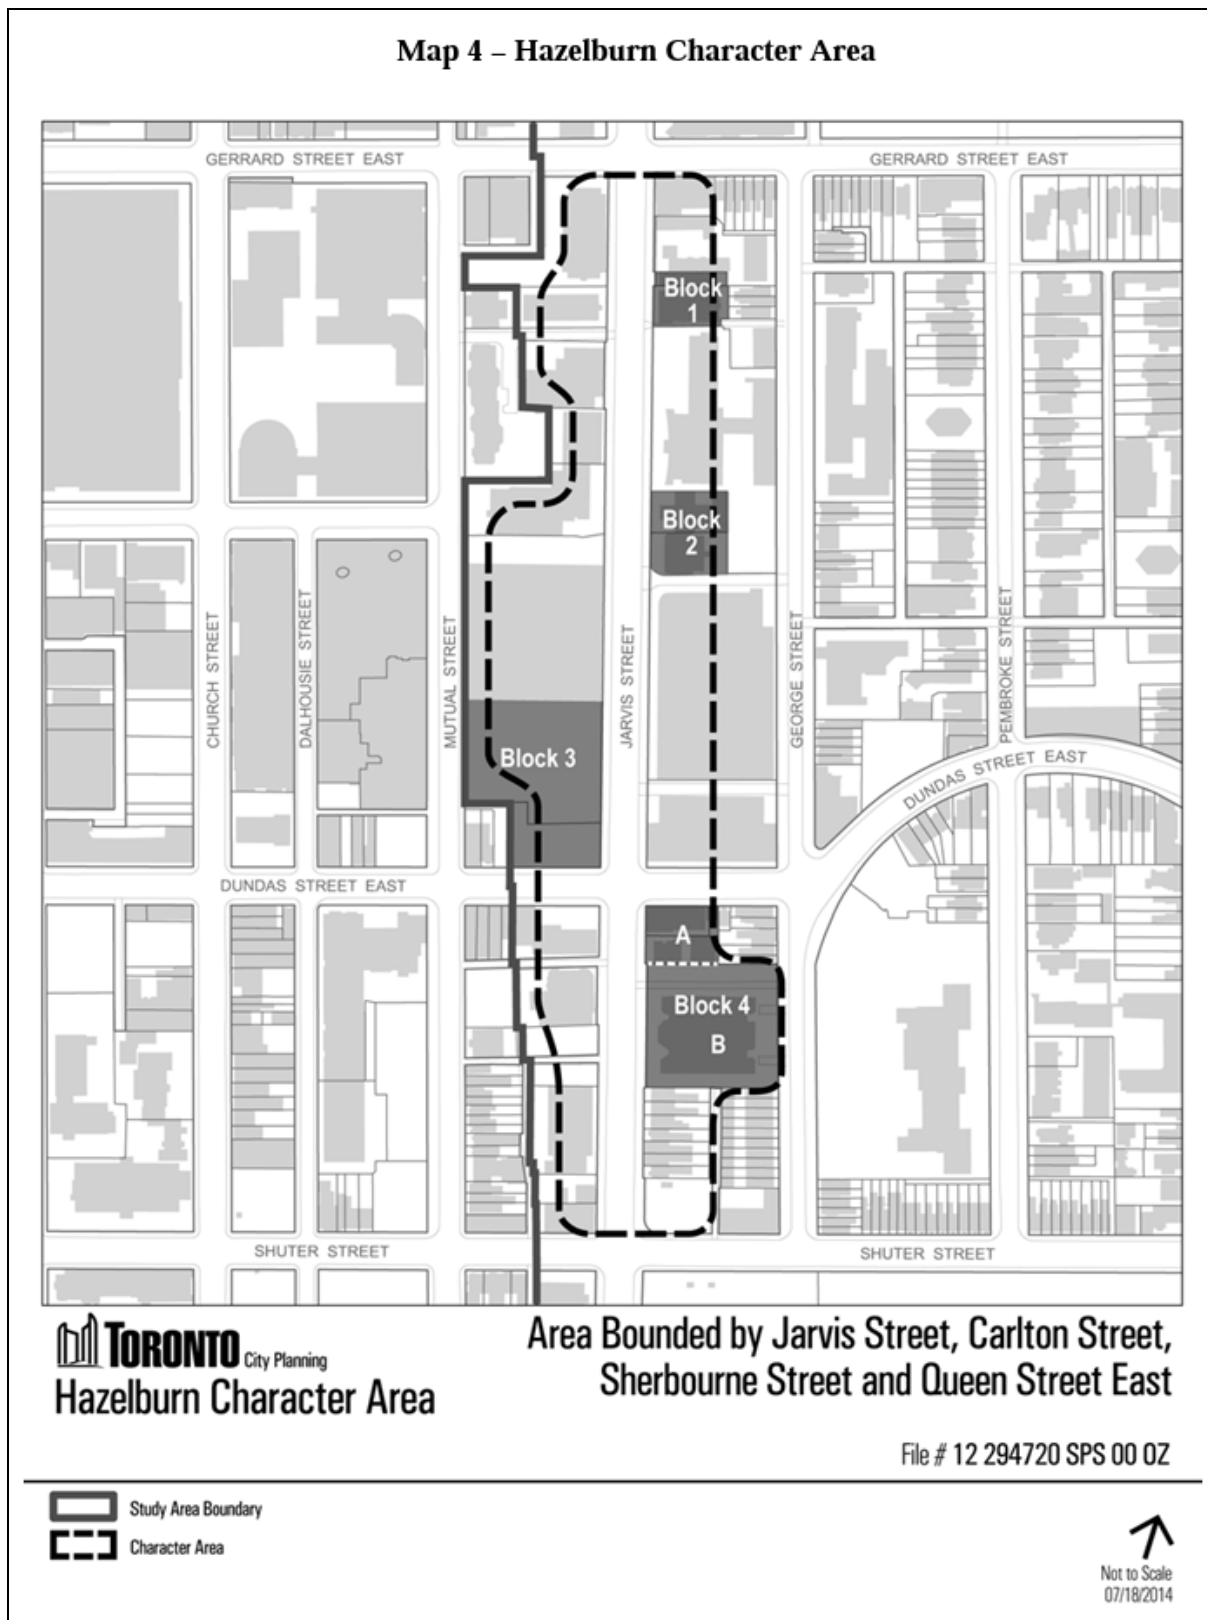 Map 4 – Hazelburn Character Area
GERRARD STREET EAST
GERRARD STREET EAST
Block
1
Block
2
CHURCH STREET
DALHOUSIE STREET
MUTUAL STREET
JARVIS STREET
GEORGE STREET
PEMBROKE STREET
Block 3
DUNDAS STREET EAST
DUNDAS STREET EAST
A
Block 4
B
SHUTER STREET
SHUTER STREET
TORONTO City Planning
Hazelburn Character Area
Area Bounded by Jarvis Street, Carlton Street,
Sherbourne Street and Queen Street East
File # 12 294720 SPS 00 OZ
Study Area Boundary
Character Area
Not to Scale
07/18/2014